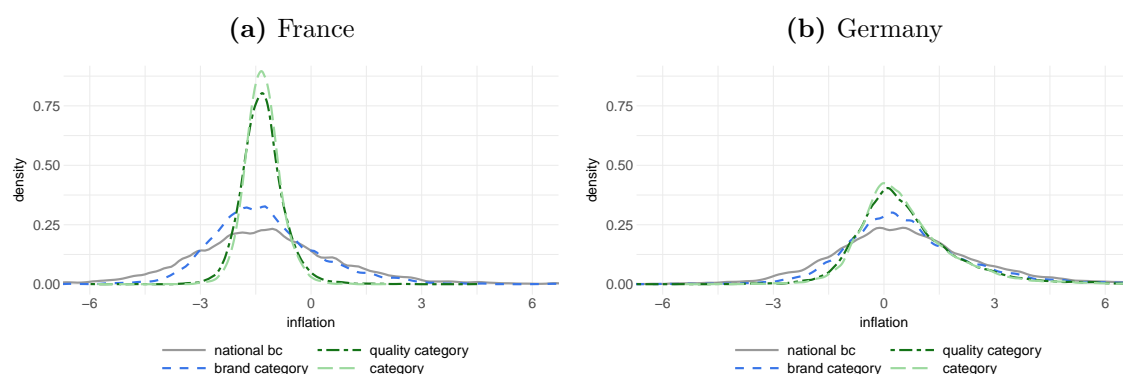 (a) France
(b) Germany
0.75
0.50
0.25
0.00
density
−6
−3
0
3
6
inflation
national bc
quality category
brand category
category
0.75
0.50
0.25
0.00
density
−6
−3
0
3
6
inflation
national bc
quality category
brand category
category